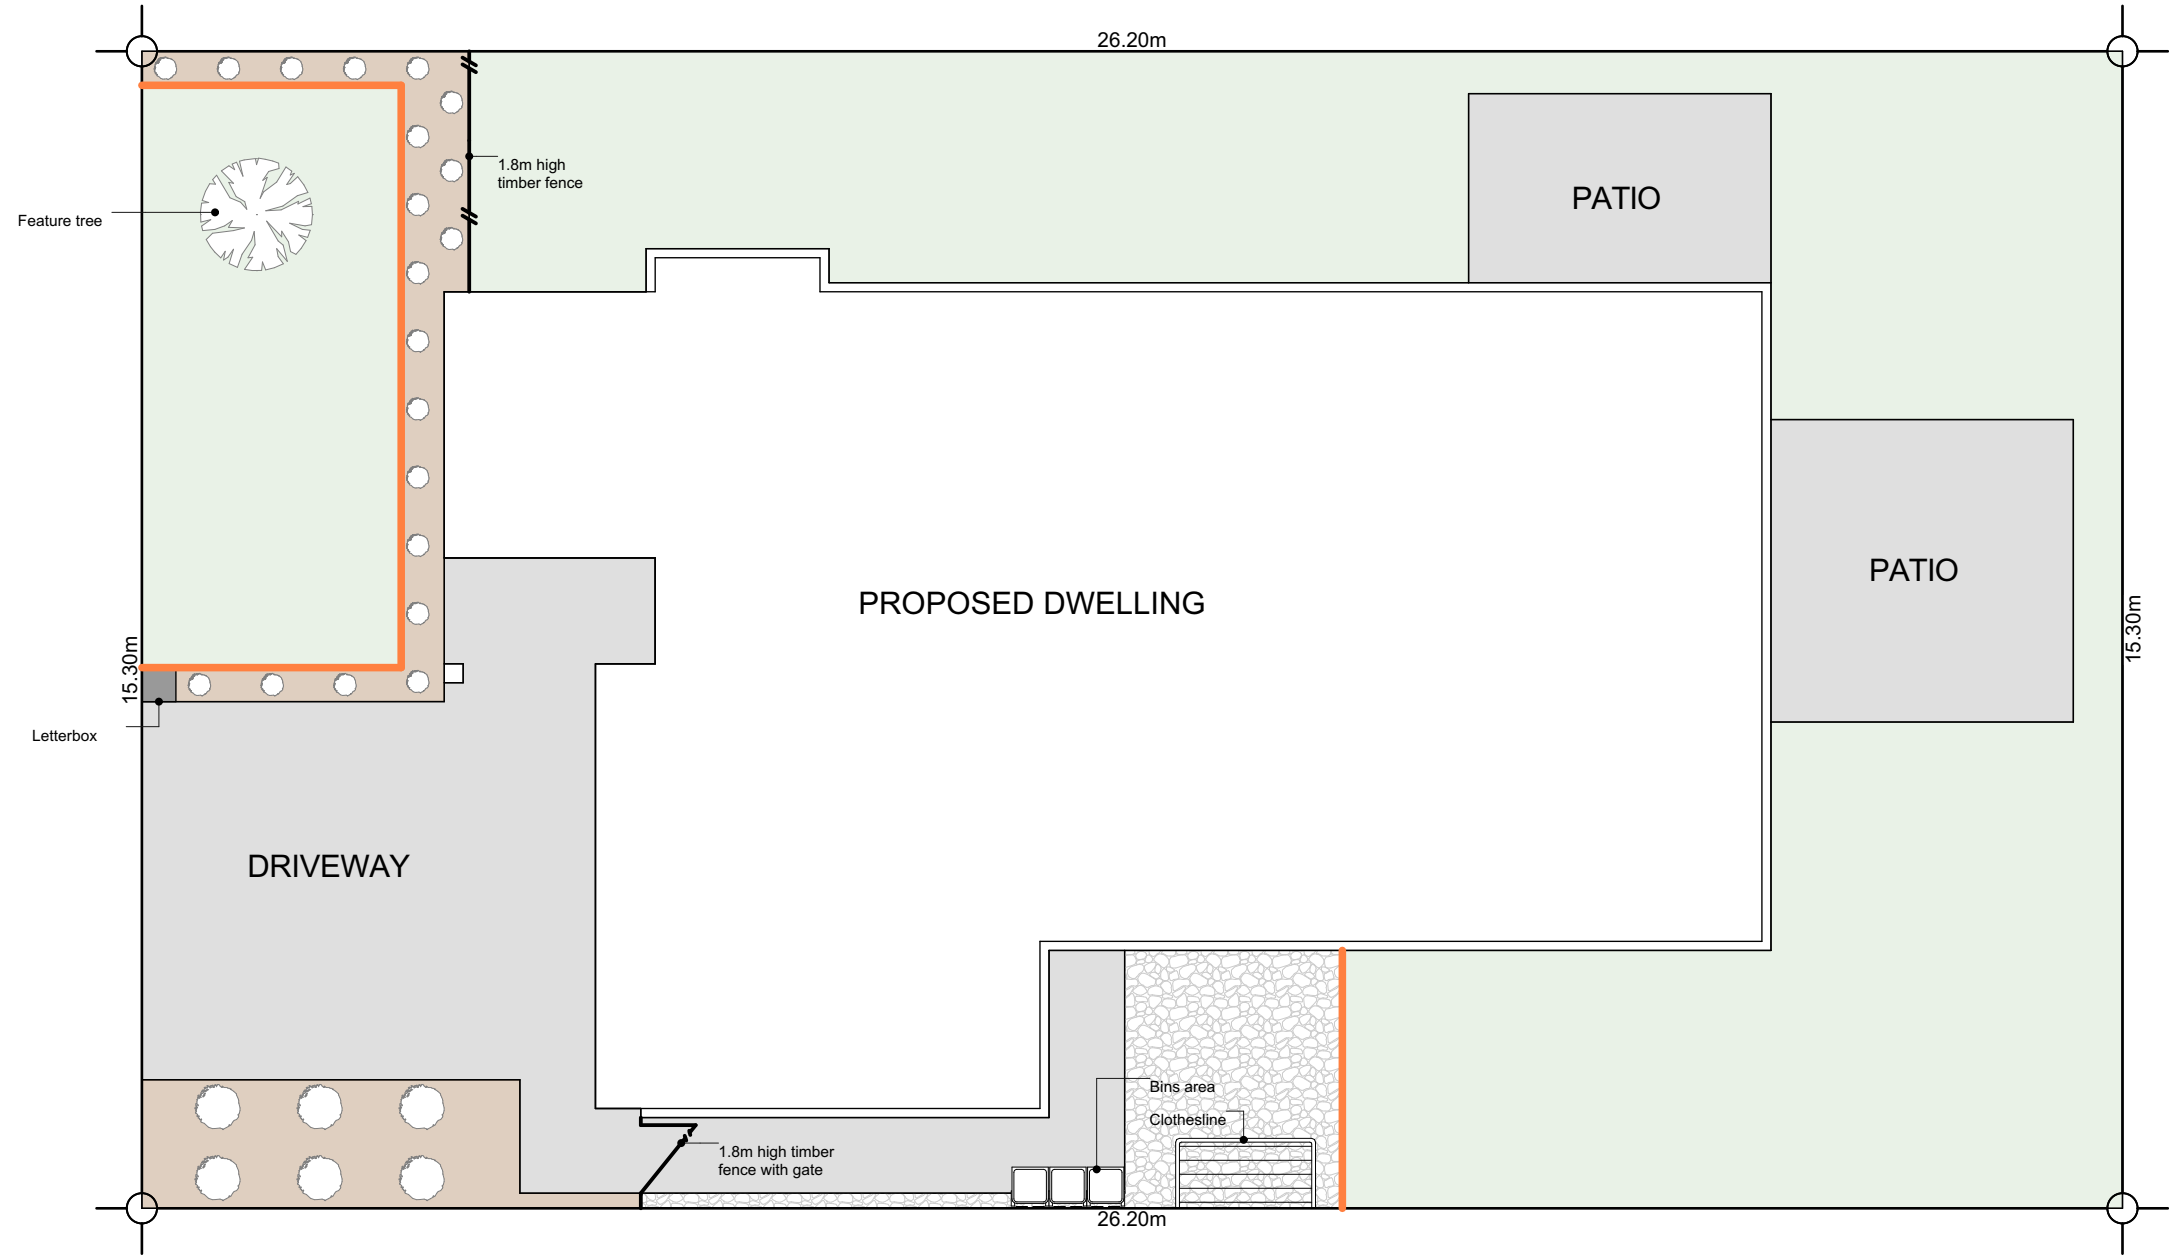 26.20m
1.8m high
timber fence
PATIO
Feature tree
PATIO
PROPOSED DWELLING
15.30m
15.30m
Letterbox
DRIVEWAY
Bins area
Clothesline
1.8m high timber
fence with gate
26.20m